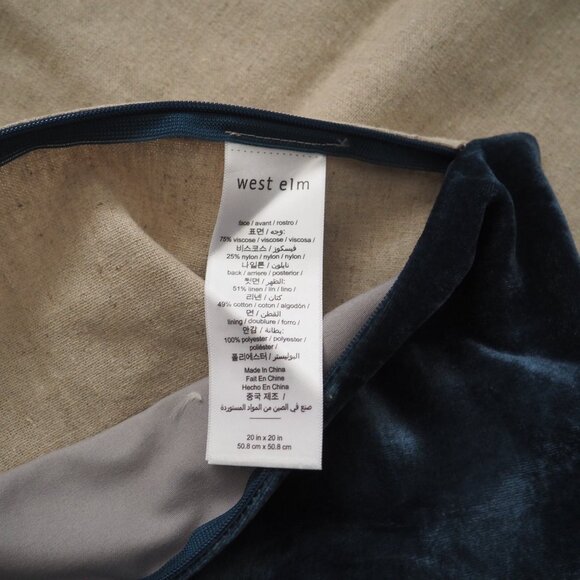 west elm
face / avant / rostro /
표면 / وجه:
75% viscose / viscose / viscosa /
비스코스 / فيسكوز
25% nylon / nylon / nylon /
나일론 / نايلون
back / arriere / posterior /
뒷면 / الظهر:
51% linen / lin / lino /
리넨 / كتان
49% cotton / coton / algodón /
면 / القطن
lining / doublure / forro /
안감 / بطانة:
100% polyester / polyester /
poliéster /
폴리에스터 / البوليستر
Made In China
Fait En Chine
Hecho En China
중국 제조 /
صنع في الصين من المواد المستوردة
20 in x 20 in
50.8 cm x 50.8 cm